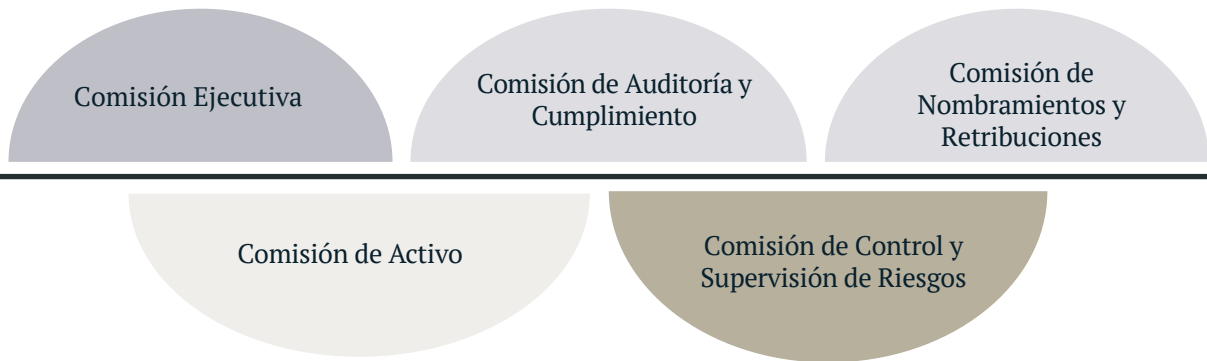 Comisión Ejecutiva
Comisión de Auditoría y
Cumplimiento
Comisión de
Nombramientos y
Retribuciones
Comisión de Activo
Comisión de Control y
Supervisión de Riesgos